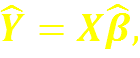 Ŷ = Xβ̂,